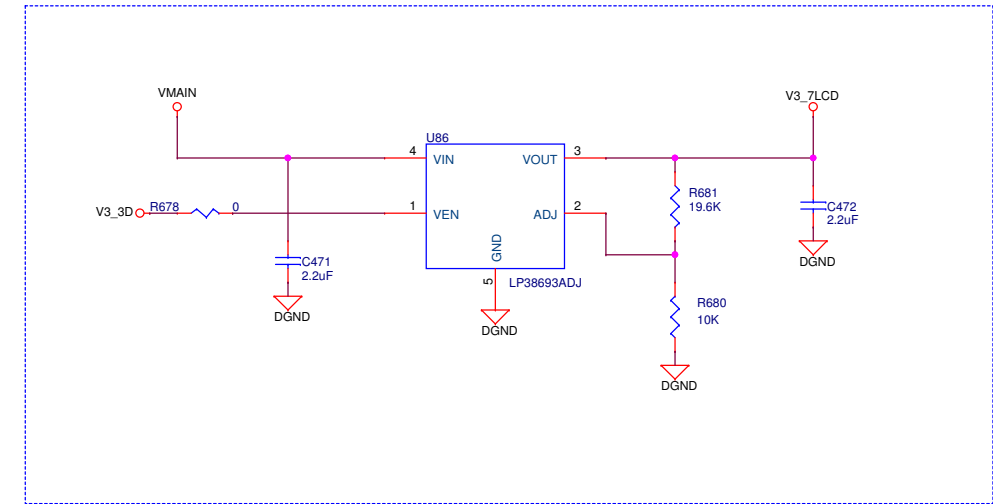 VMAIN
V3_7LCD
U86
4
VIN
VOUT
3
V3_3D
R678
0
1
VEN
ADJ
2
R681
19.6K
C472
2.2uF
DGND
GND
5
LP38693ADJ
C471
2.2uF
DGND
DGND
R680
10K
DGND